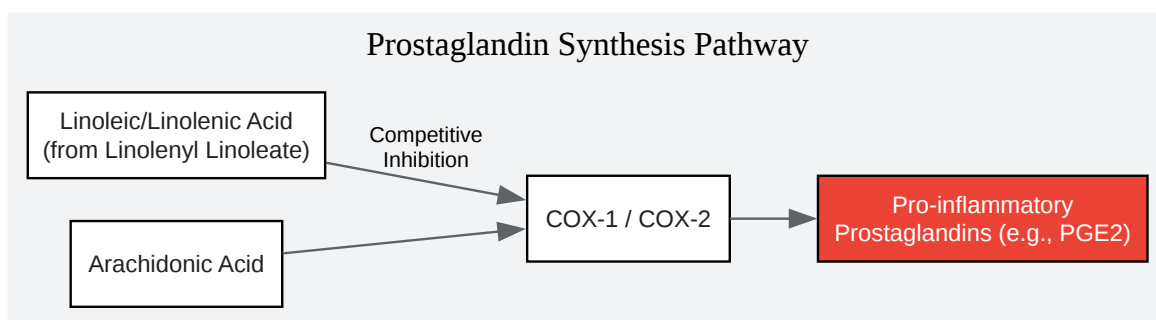 Prostaglandin Synthesis Pathway
Linoleic/Linolenic Acid
(from Linolenyl Linoleate)
Competitive
Inhibition
Arachidonic Acid
COX-1 / COX-2
Pro-inflammatory
Prostaglandins (e.g., PGE2)